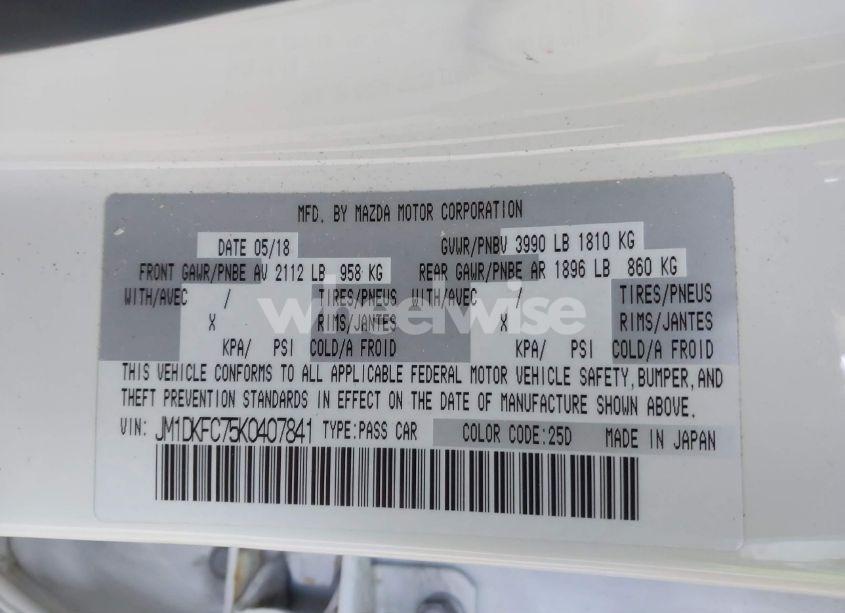 MFD. BY MAZDA MOTOR CORPORATION
DATE 05/18 GVWR/PNBV 3990 LB 1810 KG
FRONT GAWR/PNBE AV 2112 LB 958 KG REAR GAWR/PNBE AR 1896 LB 860 KG
WITH/AVEC / TIRES/PNEUS WITH/AVEC / TIRES/PNEUS
X RIMS/JANTES X RIMS/JANTES
wheelwise
KPA/ PSI COLD/A FROID KPA/ PSI COLD/A FROID
THIS VEHICLE CONFORMS TO ALL APPLICABLE FEDERAL MOTOR VEHICLE SAFETY, BUMPER, AND
THEFT PREVENTION STANDARDS IN EFFECT ON THE DATE OF MANUFACTURE SHOWN ABOVE.
VIN: JM1DKFC75K0407841 TYPE:PASS CAR COLOR CODE:25D MADE IN JAPAN